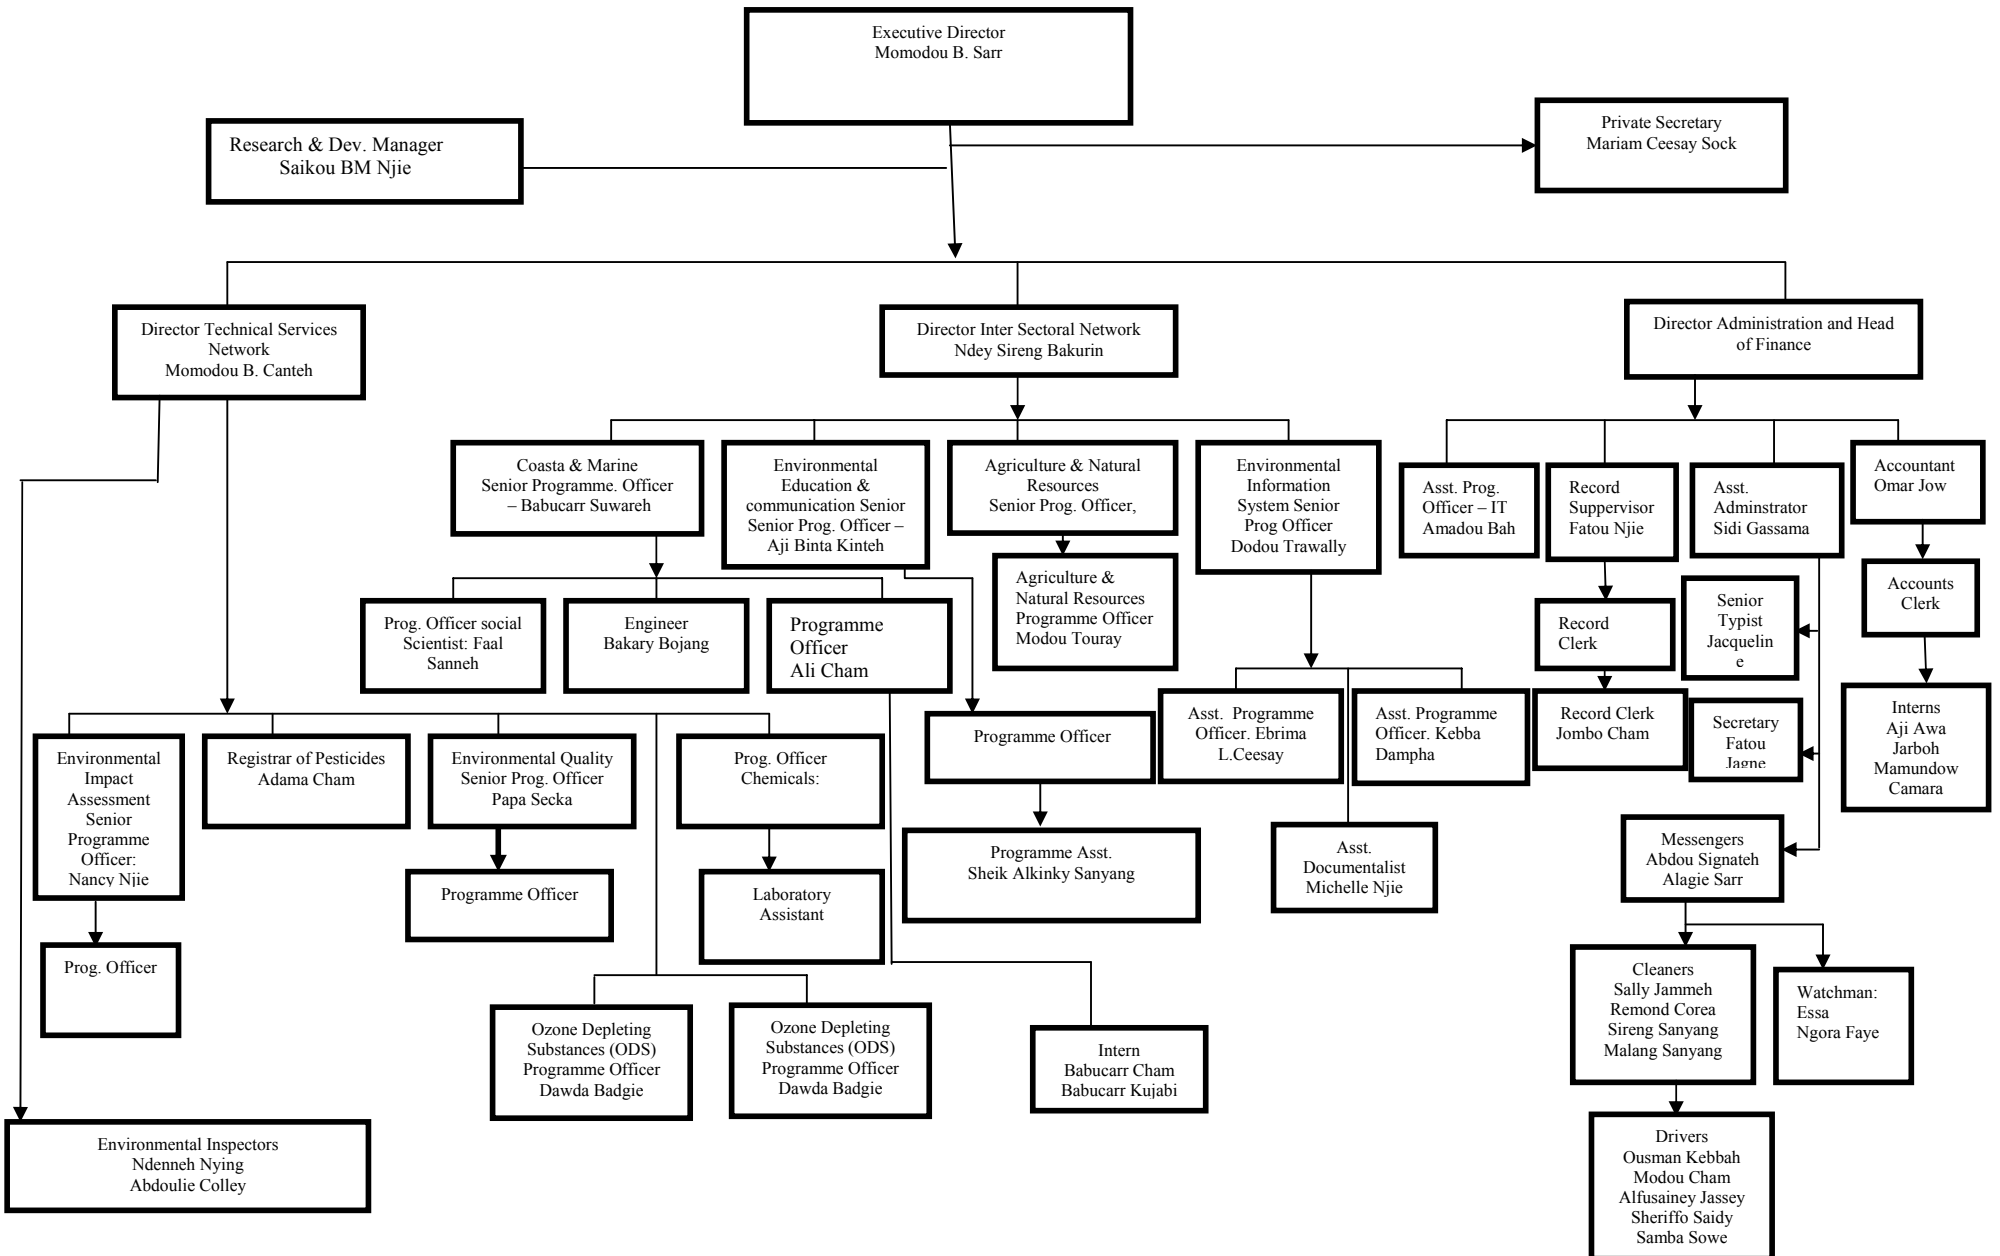 Executive Director
Momodou B. Sarr
Research & Dev. Manager
Saikou BM Njie
Private Secretary
Mariam Ceesay Sock
Director Technical Services
Network
Momodou B. Canteh
Director Inter Sectoral Network
Ndey Sireng Bakurin
Director Administration and Head
of Finance
Coasta & Marine
Senior Programme. Officer
– Babucarr Suwareh
Environmental
Education &
communication Senior
Senior Prog. Officer –
Aji Binta Kinteh
Agriculture & Natural
Resources
Senior Prog. Officer,
Environmental
Information
System Senior
Prog Officer
Dodou Trawally
Asst. Prog.
Officer – IT
Amadou Bah
Record
Suppervisor
Fatou Njie
Asst.
Adminstrator
Sidi Gassama
Accountant
Omar Jow
Prog. Officer social
Scientist: Faal
Sanneh
Engineer
Bakary Bojang
Programme
Officer
Ali Cham
Agriculture &
Natural Resources
Programme Officer
Modou Touray
Record
Clerk
Senior
Typist
Jacquelin
e
Accounts
Clerk
Environmental
Impact
Assessment
Senior
Programme
Officer:
Nancy Njie
Registrar of Pesticides
Adama Cham
Environmental Quality
Senior Prog. Officer
Papa Secka
Prog. Officer
Chemicals:
Programme Officer
Asst.  Programme
Officer. Ebrima
L.Ceesay
Asst. Programme
Officer. Kebba
Dampha
Record Clerk
Jombo Cham
Secretary
Fatou
Jagne
Interns
Aji Awa
Jarboh
Mamundow
Camara
Programme Officer
Laboratory
Assistant
Programme Asst.
Sheik Alkinky Sanyang
Asst.
Documentalist
Michelle Njie
Messengers
Abdou Signateh
Alagie Sarr
Prog. Officer
Cleaners
Sally Jammeh
Remond Corea
Sireng Sanyang
Malang Sanyang
Watchman:
Essa
Ngora Faye
Ozone Depleting
Substances (ODS)
Programme Officer
Dawda Badgie
Ozone Depleting
Substances (ODS)
Programme Officer
Dawda Badgie
Intern
Babucarr Cham
Babucarr Kujabi
Environmental Inspectors
Ndenneh Nying
Abdoulie Colley
Drivers
Ousman Kebbah
Modou Cham
Alfusainey Jassey
Sheriffo Saidy
Samba Sowe